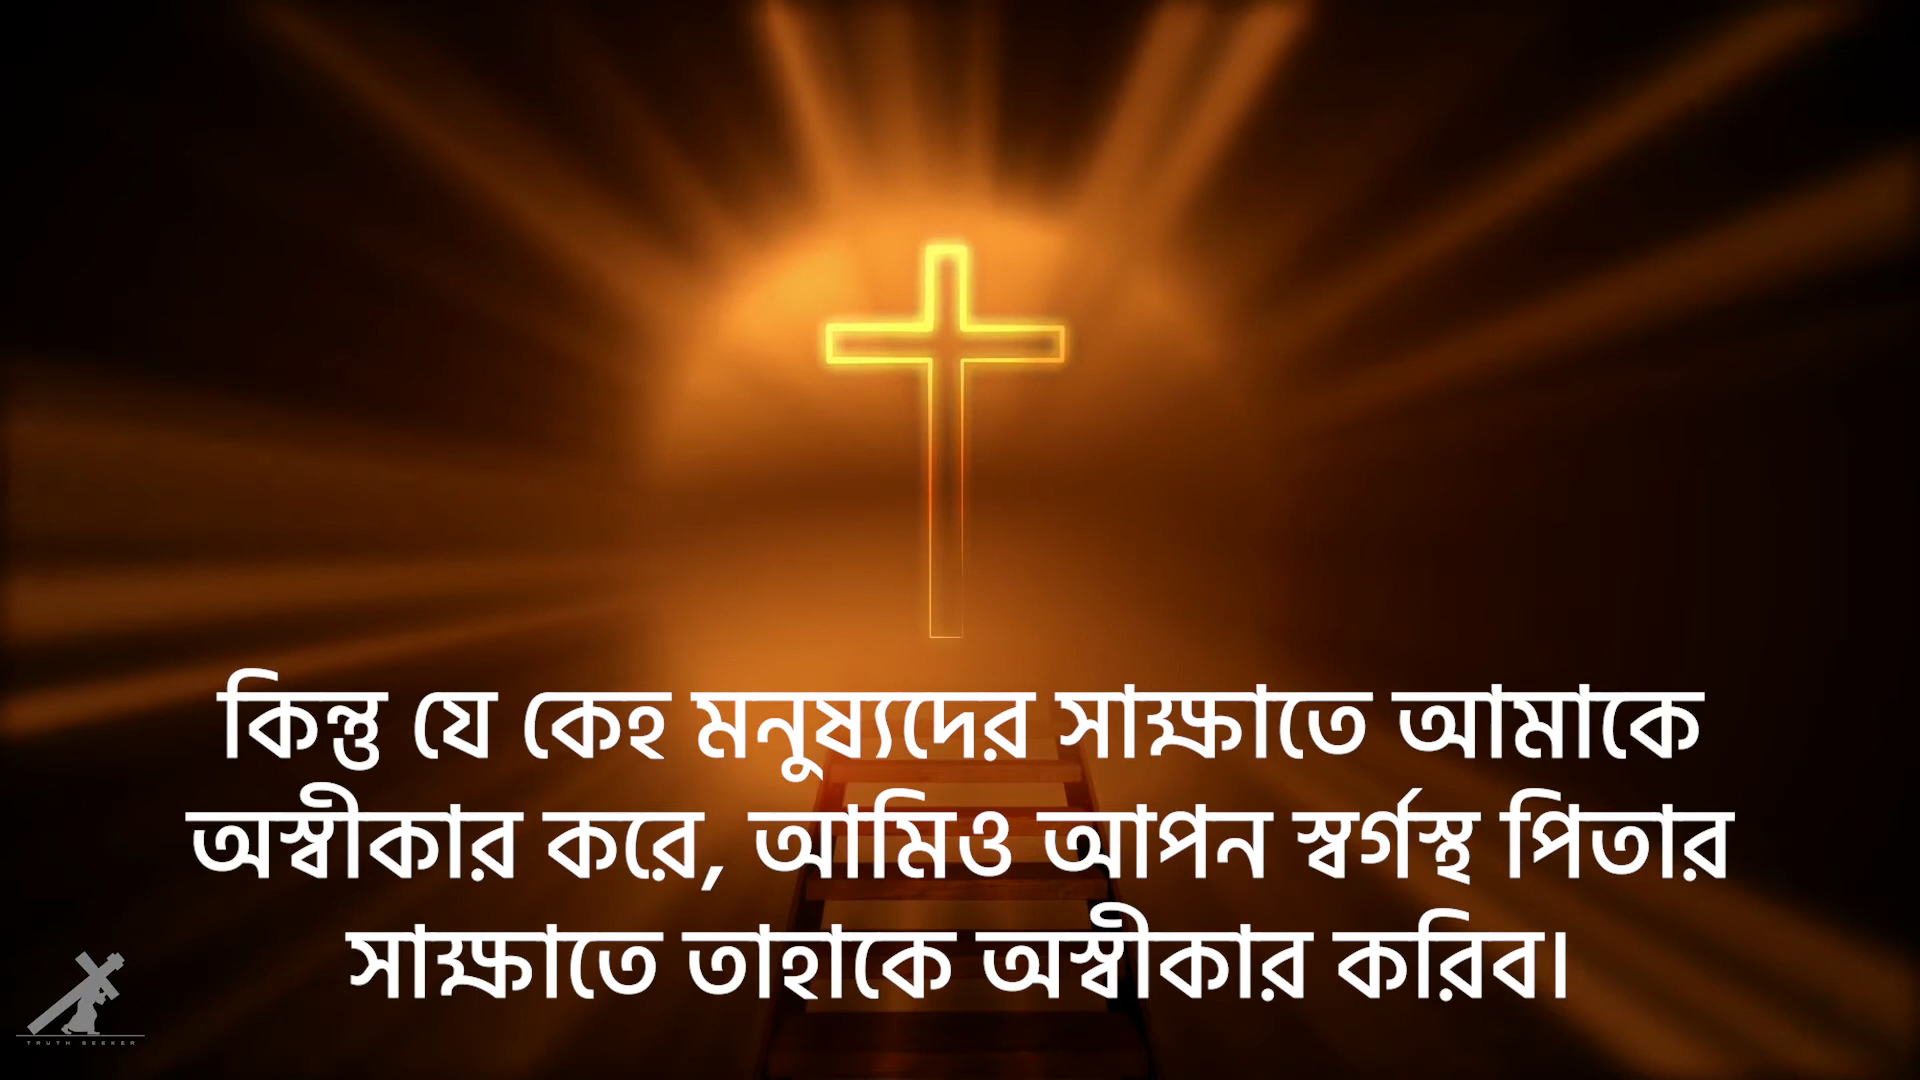 কিন্তু যে কেহ মনুষ্যদের সাক্ষাতে আমাকে
অস্বীকার করে, আমিও আপন স্বর্গস্থ পিতার
সাক্ষাতে তাহাকে অস্বীকার করিব।
TRUTH SEEKER